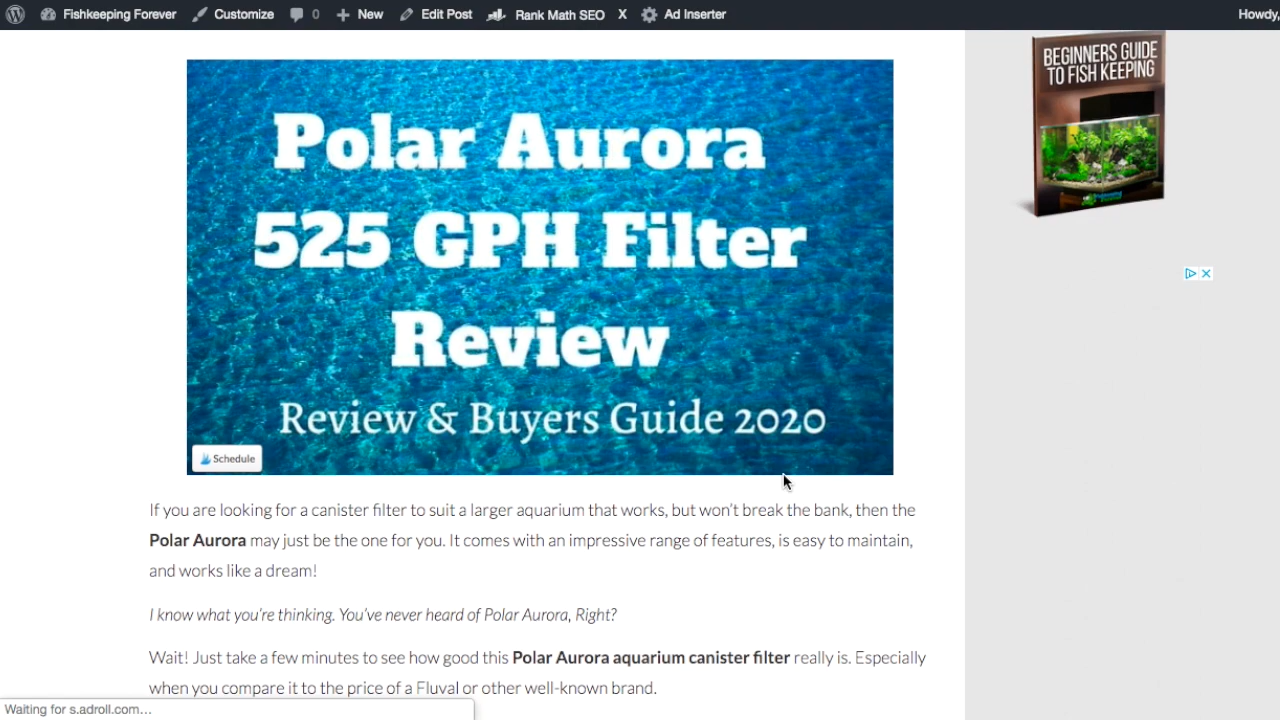 Fishkeeping Forever Customize 0 New Edit Post Rank Math SEO X Ad Inserter Howdy,
BEGINNERS GUIDE
TO FISH KEEPING
Polar Aurora
525 GPH Filter
Review
Review & Buyers Guide 2020
Schedule
If you are looking for a canister filter to suit a larger aquarium that works, but won't break the bank, then the
Polar Aurora may just be the one for you. It comes with an impressive range of features, is easy to maintain,
and works like a dream!
I know what you're thinking. You've never heard of Polar Aurora, Right?
Wait! Just take a few minutes to see how good this Polar Aurora aquarium canister filter really is. Especially
when you compare it to the price of a Fluval or other well-known brand.
Waiting for s.adroll.com...